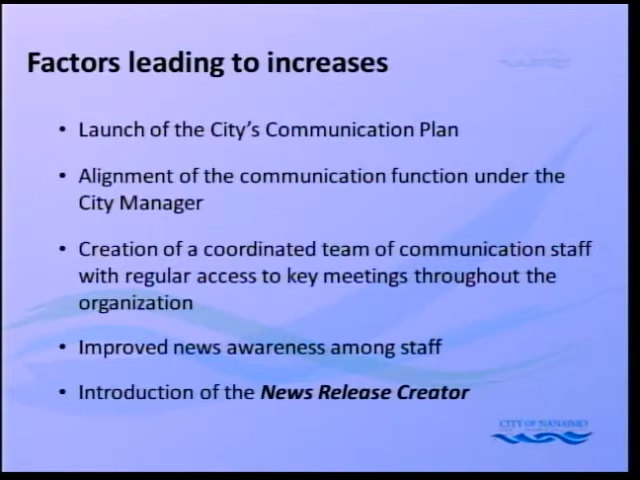 Factors leading to increases
• Launch of the City's Communication Plan
• Alignment of the communication function under the
City Manager
• Creation of a coordinated team of communication staff
with regular access to key meetings throughout the
organization
• Improved news awareness among staff
• Introduction of the News Release Creator
CITY OF NANAIMO